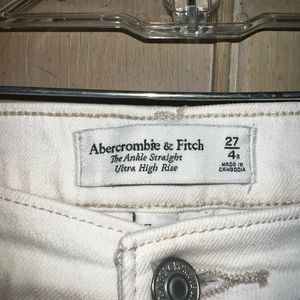 Abercrombie & Fitch
The Ankle Straight
Ultra High Rise
27
4R
MADE IN
CAMBODIA